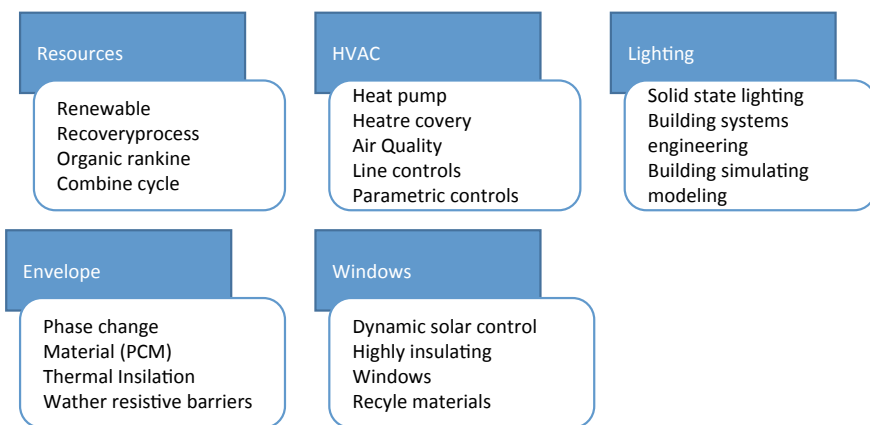 Resources
Renewable
Recoveryprocess
Organic rankine
Combine cycle
HVAC
Heat pump
Heatre covery
Air Quality
Line controls
Parametric controls
Lighting
Solid state lighting
Building systems
engineering
Building simulating
modeling
Envelope
Phase change
Material (PCM)
Thermal Insilation
Wather resistive barriers
Windows
Dynamic solar control
Highly insulating
Windows
Recyle materials